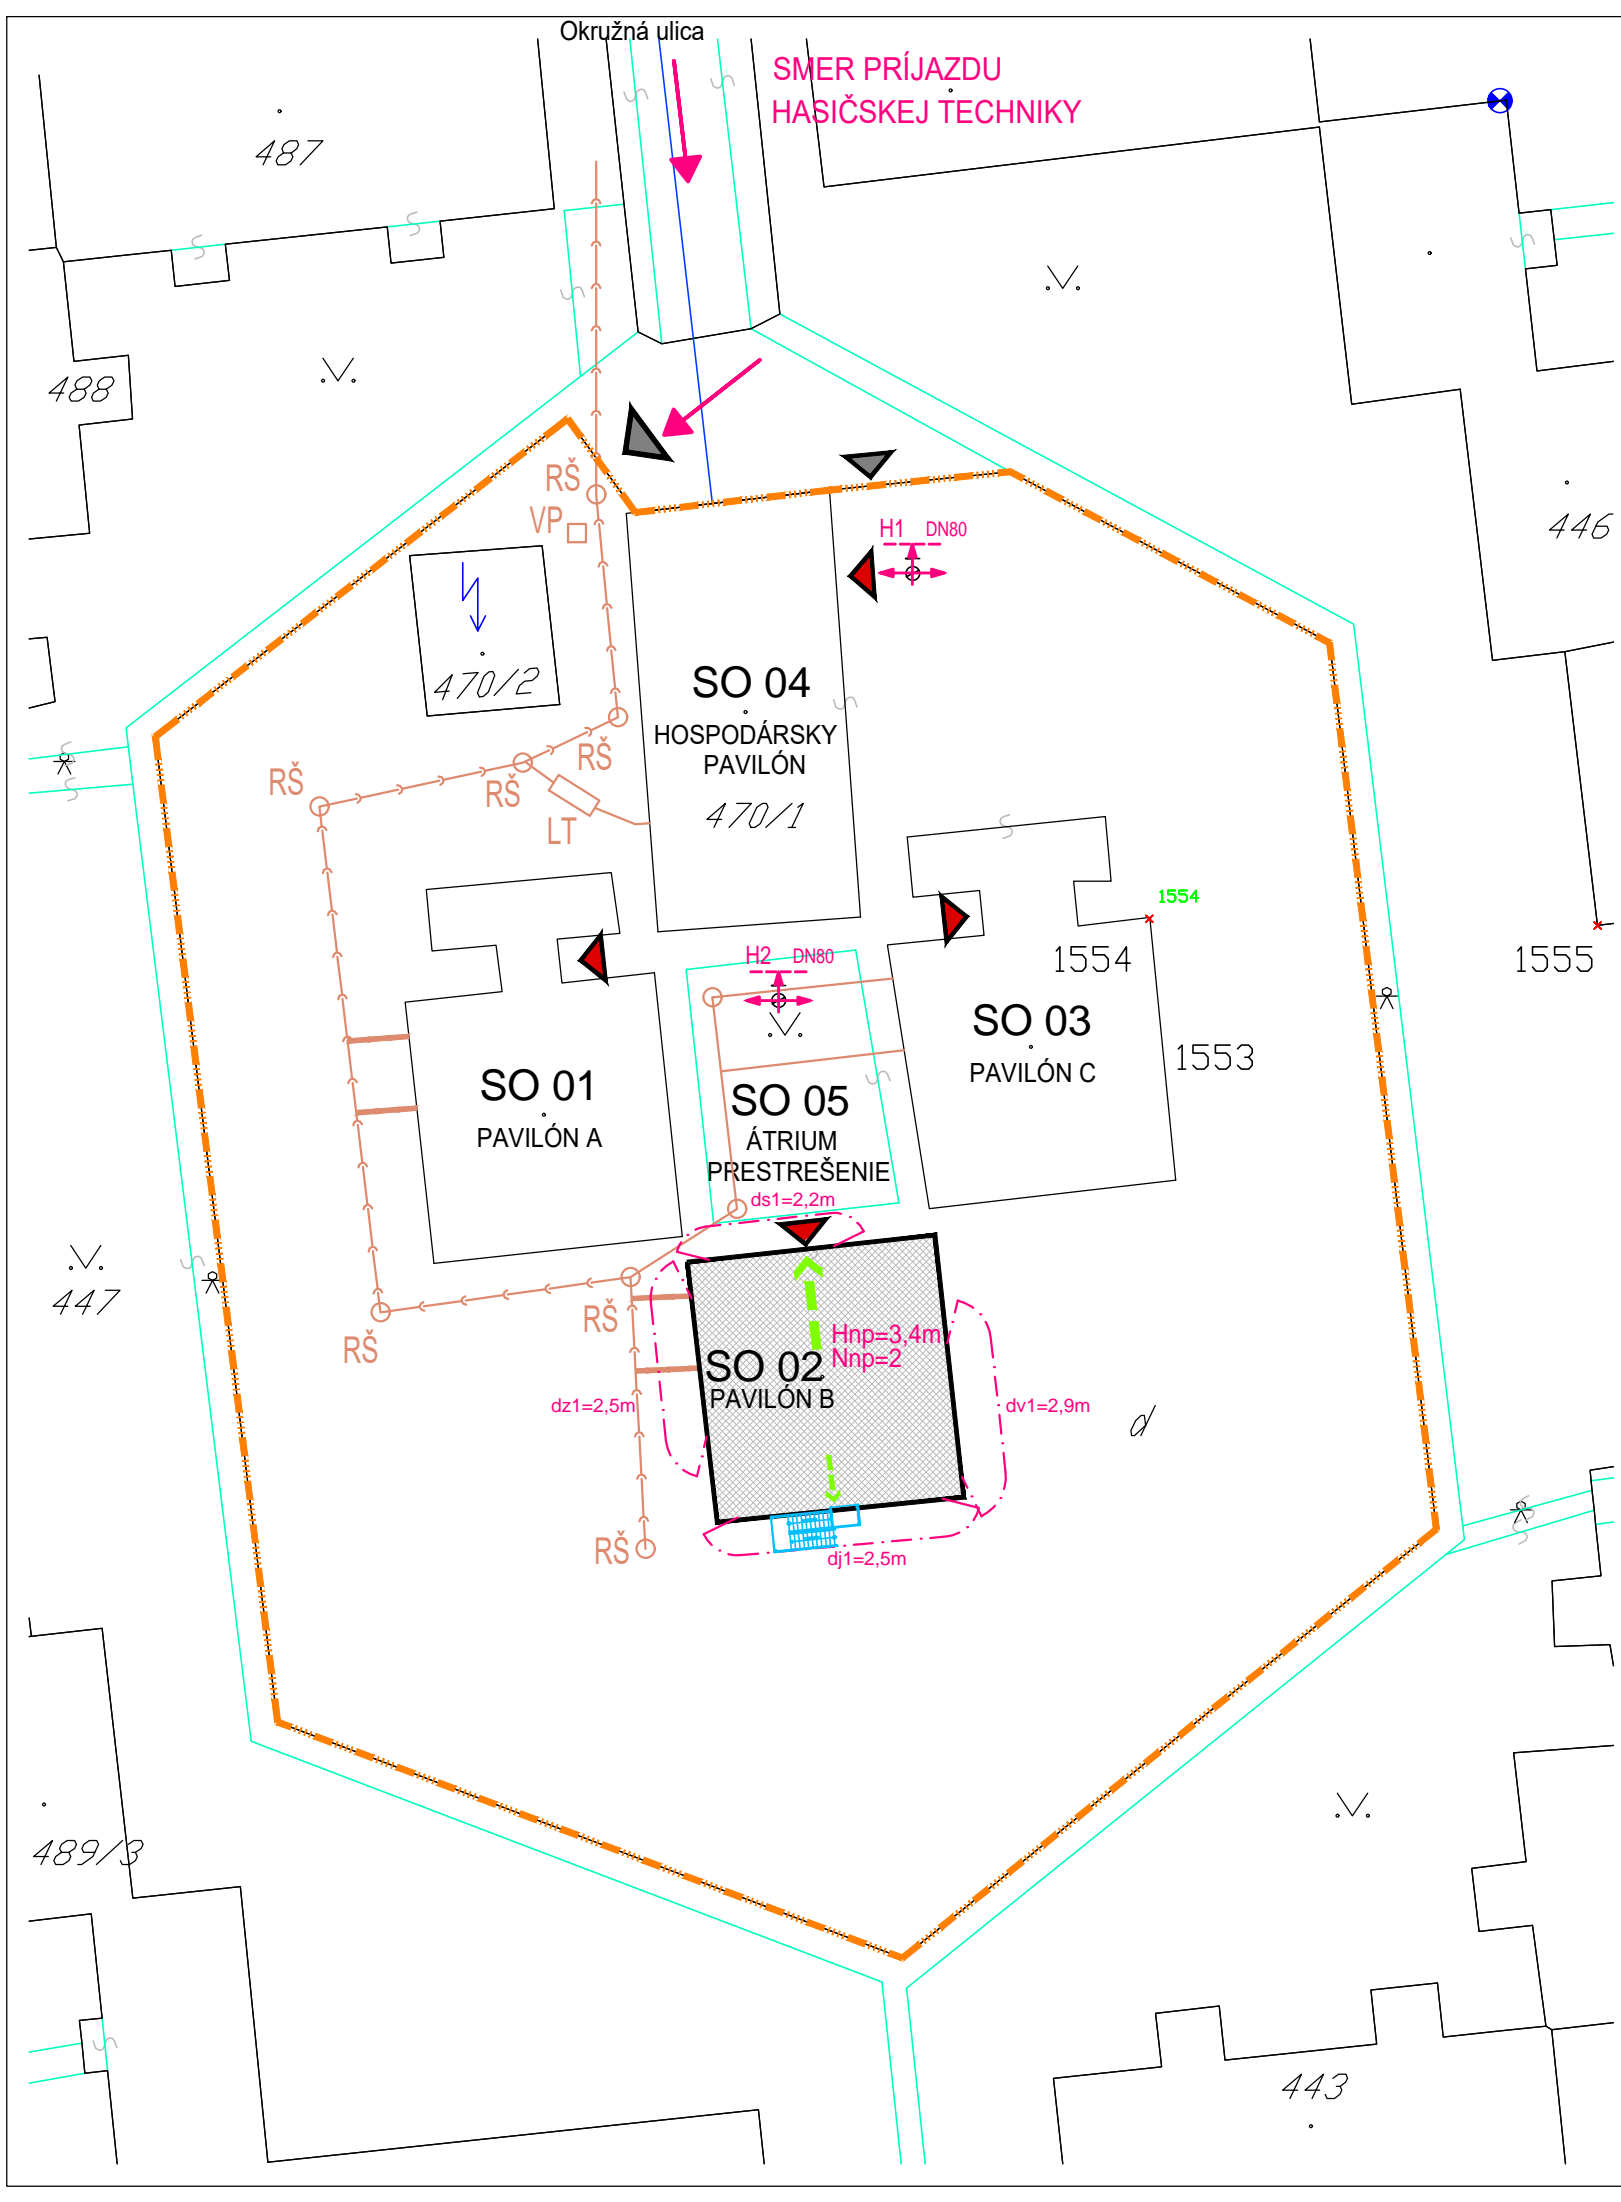 Okružná ulica
SMER PRÍJAZDU
HASIČSKEJ TECHNIKY
487
488
RŠ
VP
H1 DN80
446
470/2
SO 04
HOSPODÁRSKY
PAVILÓN
470/1
RŠ
RŠ
RŠ
LT
1554
1554
1555
H2 DN80
SO 03
PAVILÓN C
1553
SO 01
PAVILÓN A
SO 05
ÁTRIUM
PRESTREŠENIE
ds1=2,2m
447
RŠ
RŠ
Hnp=3,4m
Nnp=2
SO 02
PAVILÓN B
dz1=2,5m
dv1=2,9m
d
RŠ
dj1=2,5m
489/3
443